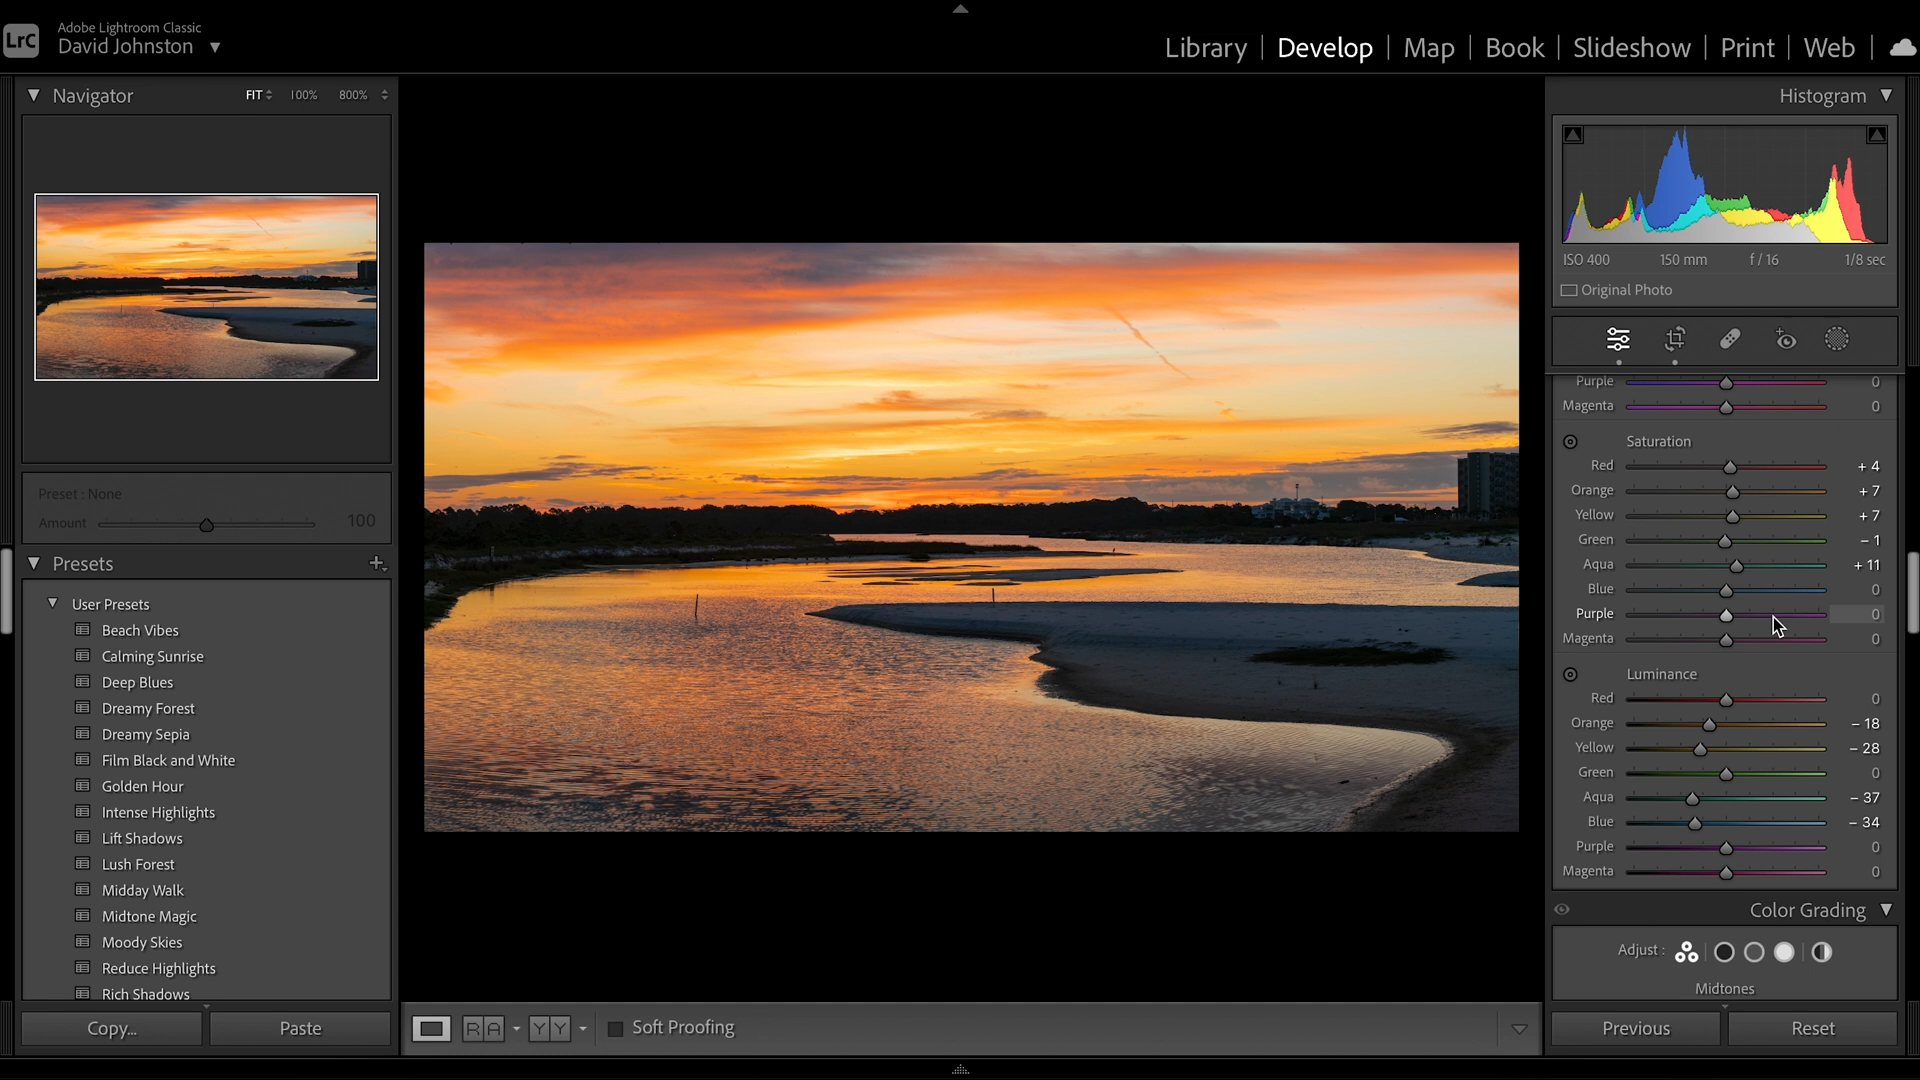 LrC
Adobe Lightroom Classic
David Johnston
Library | Develop | Map | Book | Slideshow | Print | Web |
Navigator FIT 100% 800%
Preset : None
Amount 100
Presets +
User Presets
Beach Vibes
Calming Sunrise
Deep Blues
Dreamy Forest
Dreamy Sepia
Film Black and White
Golden Hour
Intense Highlights
Lift Shadows
Lush Forest
Midday Walk
Midtone Magic
Moody Skies
Reduce Highlights
Rich Shadows
Copy... Paste
R A Y Y Soft Proofing
Histogram
ISO 400 150 mm f / 16 1/8 sec
Original Photo
Purple 0
Magenta 0
Saturation
Red + 4
Orange + 7
Yellow + 7
Green – 1
Aqua + 11
Blue 0
Purple 0
Magenta 0
Luminance
Red 0
Orange – 18
Yellow – 28
Green 0
Aqua – 37
Blue – 34
Purple 0
Magenta 0
Color Grading
Adjust :
Midtones
Previous Reset